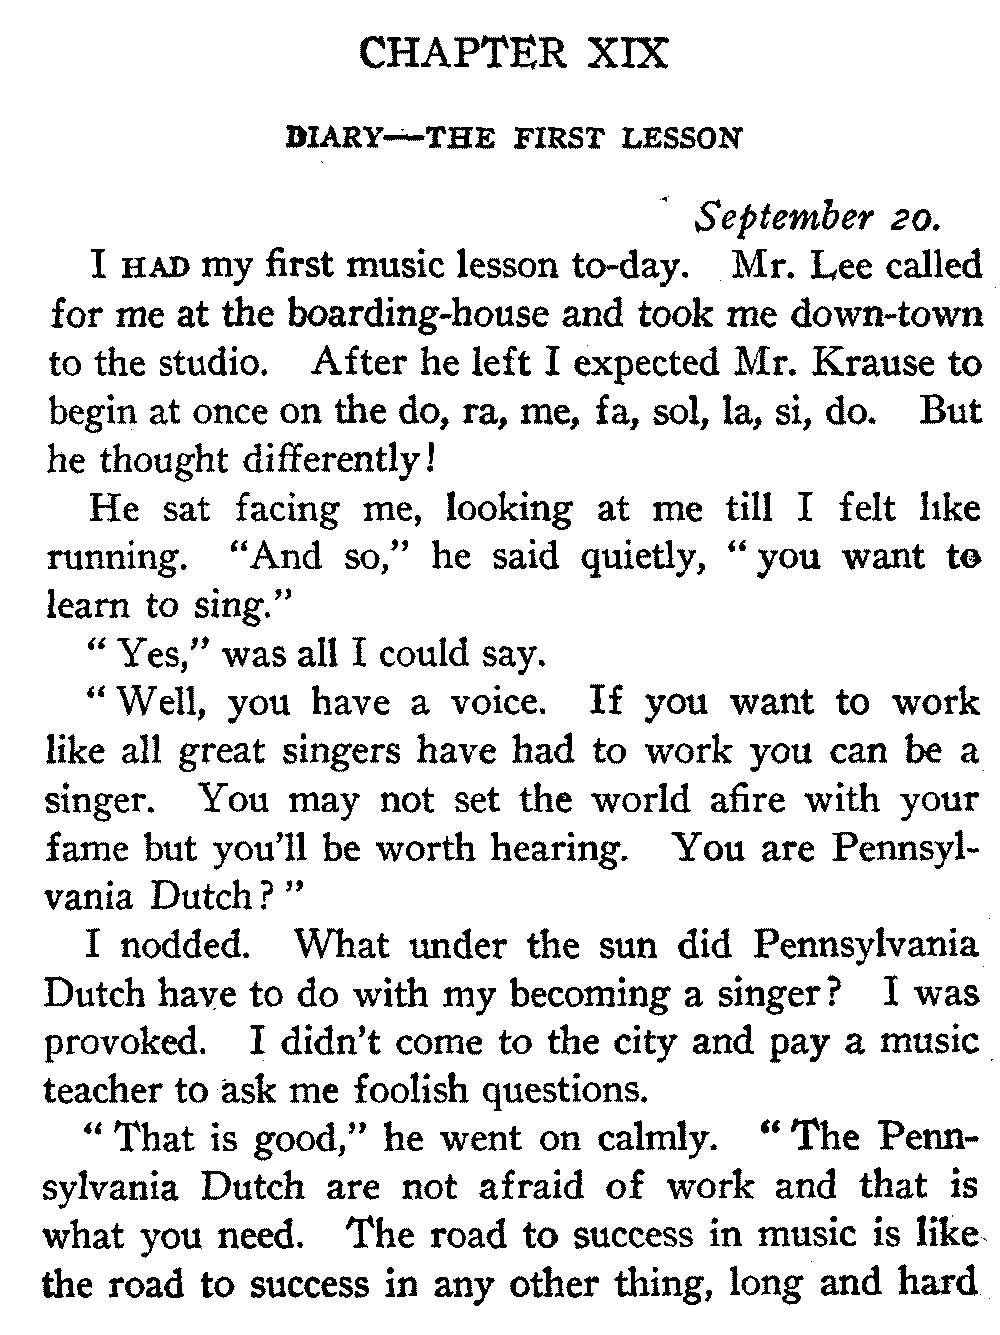 CHAPTER XIX
DIARY—THE FIRST LESSON
September 20.
I HAD my first music lesson to-day. Mr. Lee called
for me at the boarding-house and took me down-town
to the studio. After he left I expected Mr. Krause to
begin at once on the do, ra, me, fa, sol, la, si, do. But
he thought differently!
He sat facing me, looking at me till I felt like
running. “And so,” he said quietly, “you want to
learn to sing.”
“Yes,” was all I could say.
“Well, you have a voice. If you want to work
like all great singers have had to work you can be a
singer. You may not set the world afire with your
fame but you’ll be worth hearing. You are Pennsyl-
vania Dutch?”
I nodded. What under the sun did Pennsylvania
Dutch have to do with my becoming a singer? I was
provoked. I didn’t come to the city and pay a music
teacher to ask me foolish questions.
“That is good,” he went on calmly. “The Penn-
sylvania Dutch are not afraid of work and that is
what you need. The road to success in music is like
the road to success in any other thing, long and hard